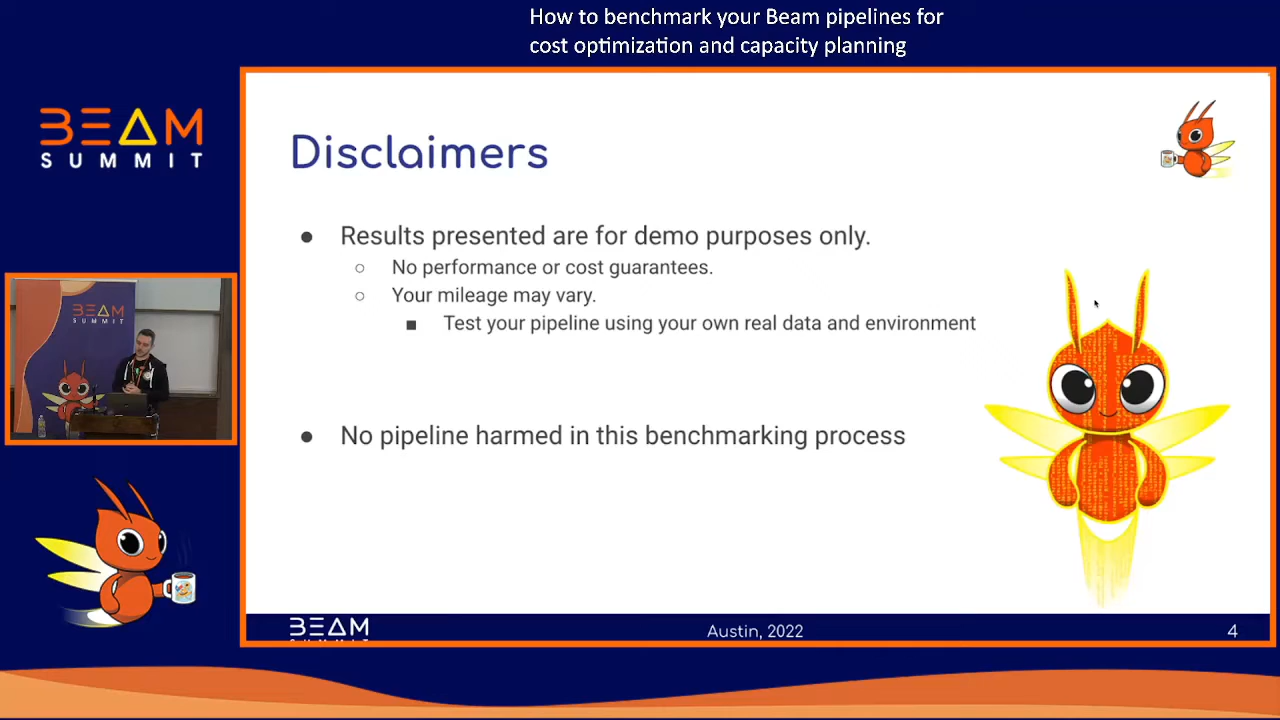 How to benchmark your Beam pipelines for
cost optimization and capacity planning
BEAM
SUMMIT
Disclaimers
● Results presented are for demo purposes only.
○ No performance or cost guarantees.
○ Your mileage may vary.
■ Test your pipeline using your own real data and environment
● No pipeline harmed in this benchmarking process
BEAM
SUMMIT
BEAM
Austin, 2022
4